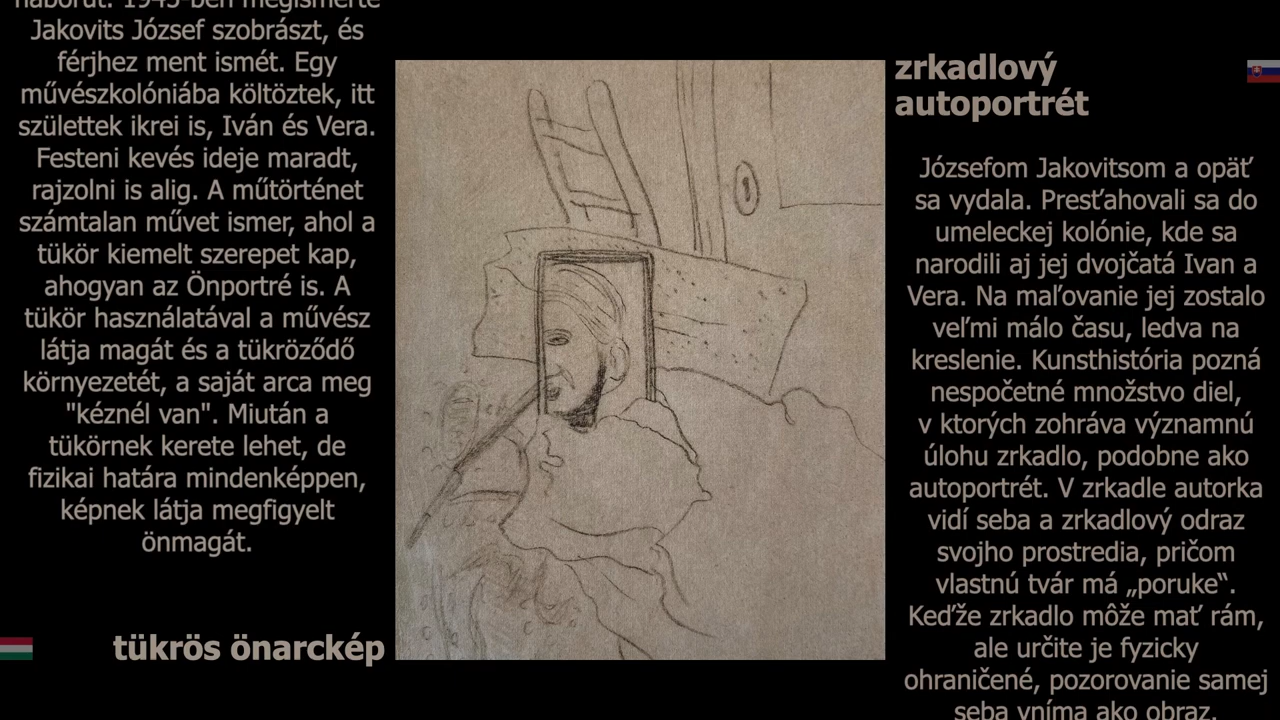 háborút. 1945-ben megismerte
Jakovits József szobrászt, és
férjhez ment ismét. Egy
művészkolóniába költöztek, itt
születtek ikrei is, Iván és Vera.
Festeni kevés ideje maradt,
rajzolni is alig. A műtörténet
számtalan művet ismer, ahol a
tükör kiemelt szerepet kap,
ahogyan az Önportré is. A
tükör használatával a művész
látja magát és a tükröződő
környezetét, a saját arca meg
"kéznél van". Miután a
tükörnek kerete lehet, de
fizikai határa mindenképpen,
képnek látja megfigyelt
önmagát.
tükrös önarckép
zrkadlový
autoportrét
Józsefom Jakovitsom a opäť
sa vydala. Presťahovali sa do
umeleckej kolónie, kde sa
narodili aj jej dvojčatá Ivan a
Vera. Na maľovanie jej zostalo
veľmi málo času, ledva na
kreslenie. Kunsthistória pozná
nespočetné množstvo diel,
v ktorých zohráva významnú
úlohu zrkadlo, podobne ako
autoportrét. V zrkadle autorka
vidí seba a zrkadlový odraz
svojho prostredia, pričom
vlastnú tvár má „poruke“.
Keďže zrkadlo môže mať rám,
ale určite je fyzicky
ohraničené, pozorovanie samej
seba vníma ako obraz.